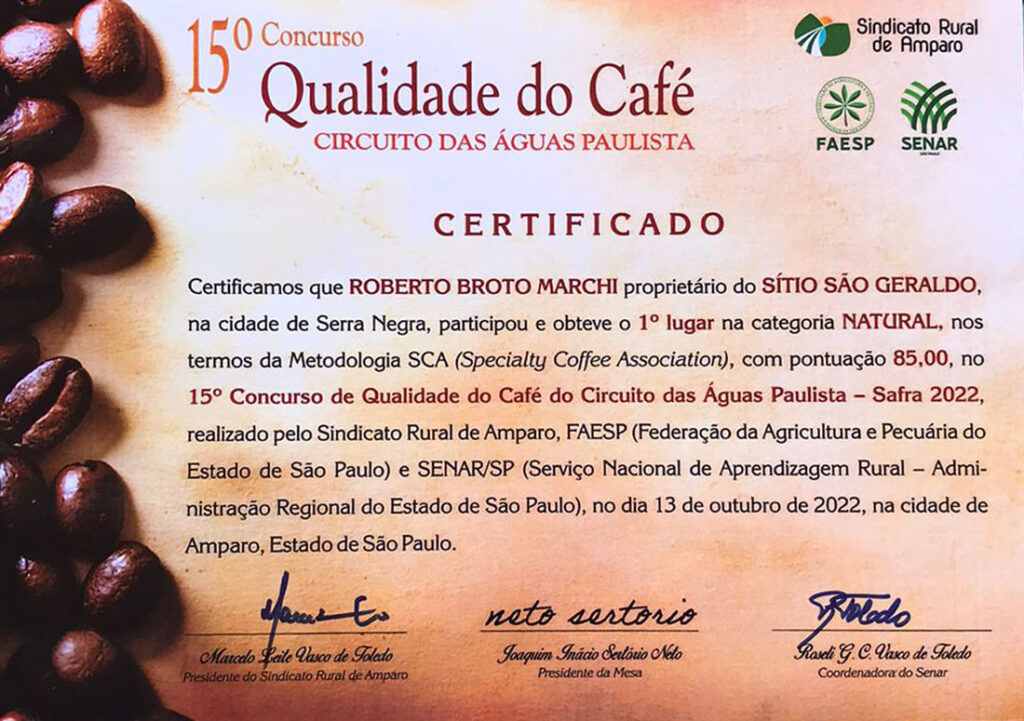 15º Concurso
Qualidade do Café
CIRCUITO DAS ÁGUAS PAULISTA
Sindicato Rural
de Amparo
FAESP
SENAR
CERTIFICADO
Certificamos que ROBERTO BROTO MARCHI proprietário do SÍTIO SÃO GERALDO,
na cidade de Serra Negra, participou e obteve o 1º lugar na categoria NATURAL, nos
termos da Metodologia SCA (Specialty Coffee Association), com pontuação 85,00, no
15º Concurso de Qualidade do Café do Circuito das Águas Paulista – Safra 2022,
realizado pelo Sindicato Rural de Amparo, FAESP (Federação da Agricultura e Pecuária do
Estado de São Paulo) e SENAR/SP (Serviço Nacional de Aprendizagem Rural – Admi-
nistração Regional do Estado de São Paulo), no dia 13 de outubro de 2022, na cidade de
Amparo, Estado de São Paulo.
neto sertorio
RToledo
Marcelo Leite Vasco de Toledo
Presidente do Sindicato Rural de Amparo
Joaquim Inácio Sertório Neto
Presidente da Mesa
Roseli G. C. Vasco de Toledo
Coordenadora do Senar